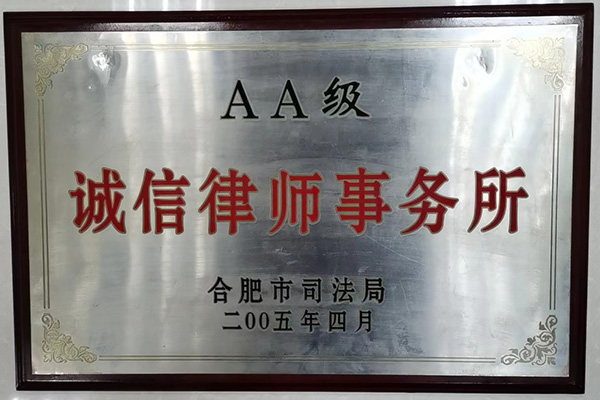 AA级
诚信律师事务所
合肥市司法局
二00五年四月